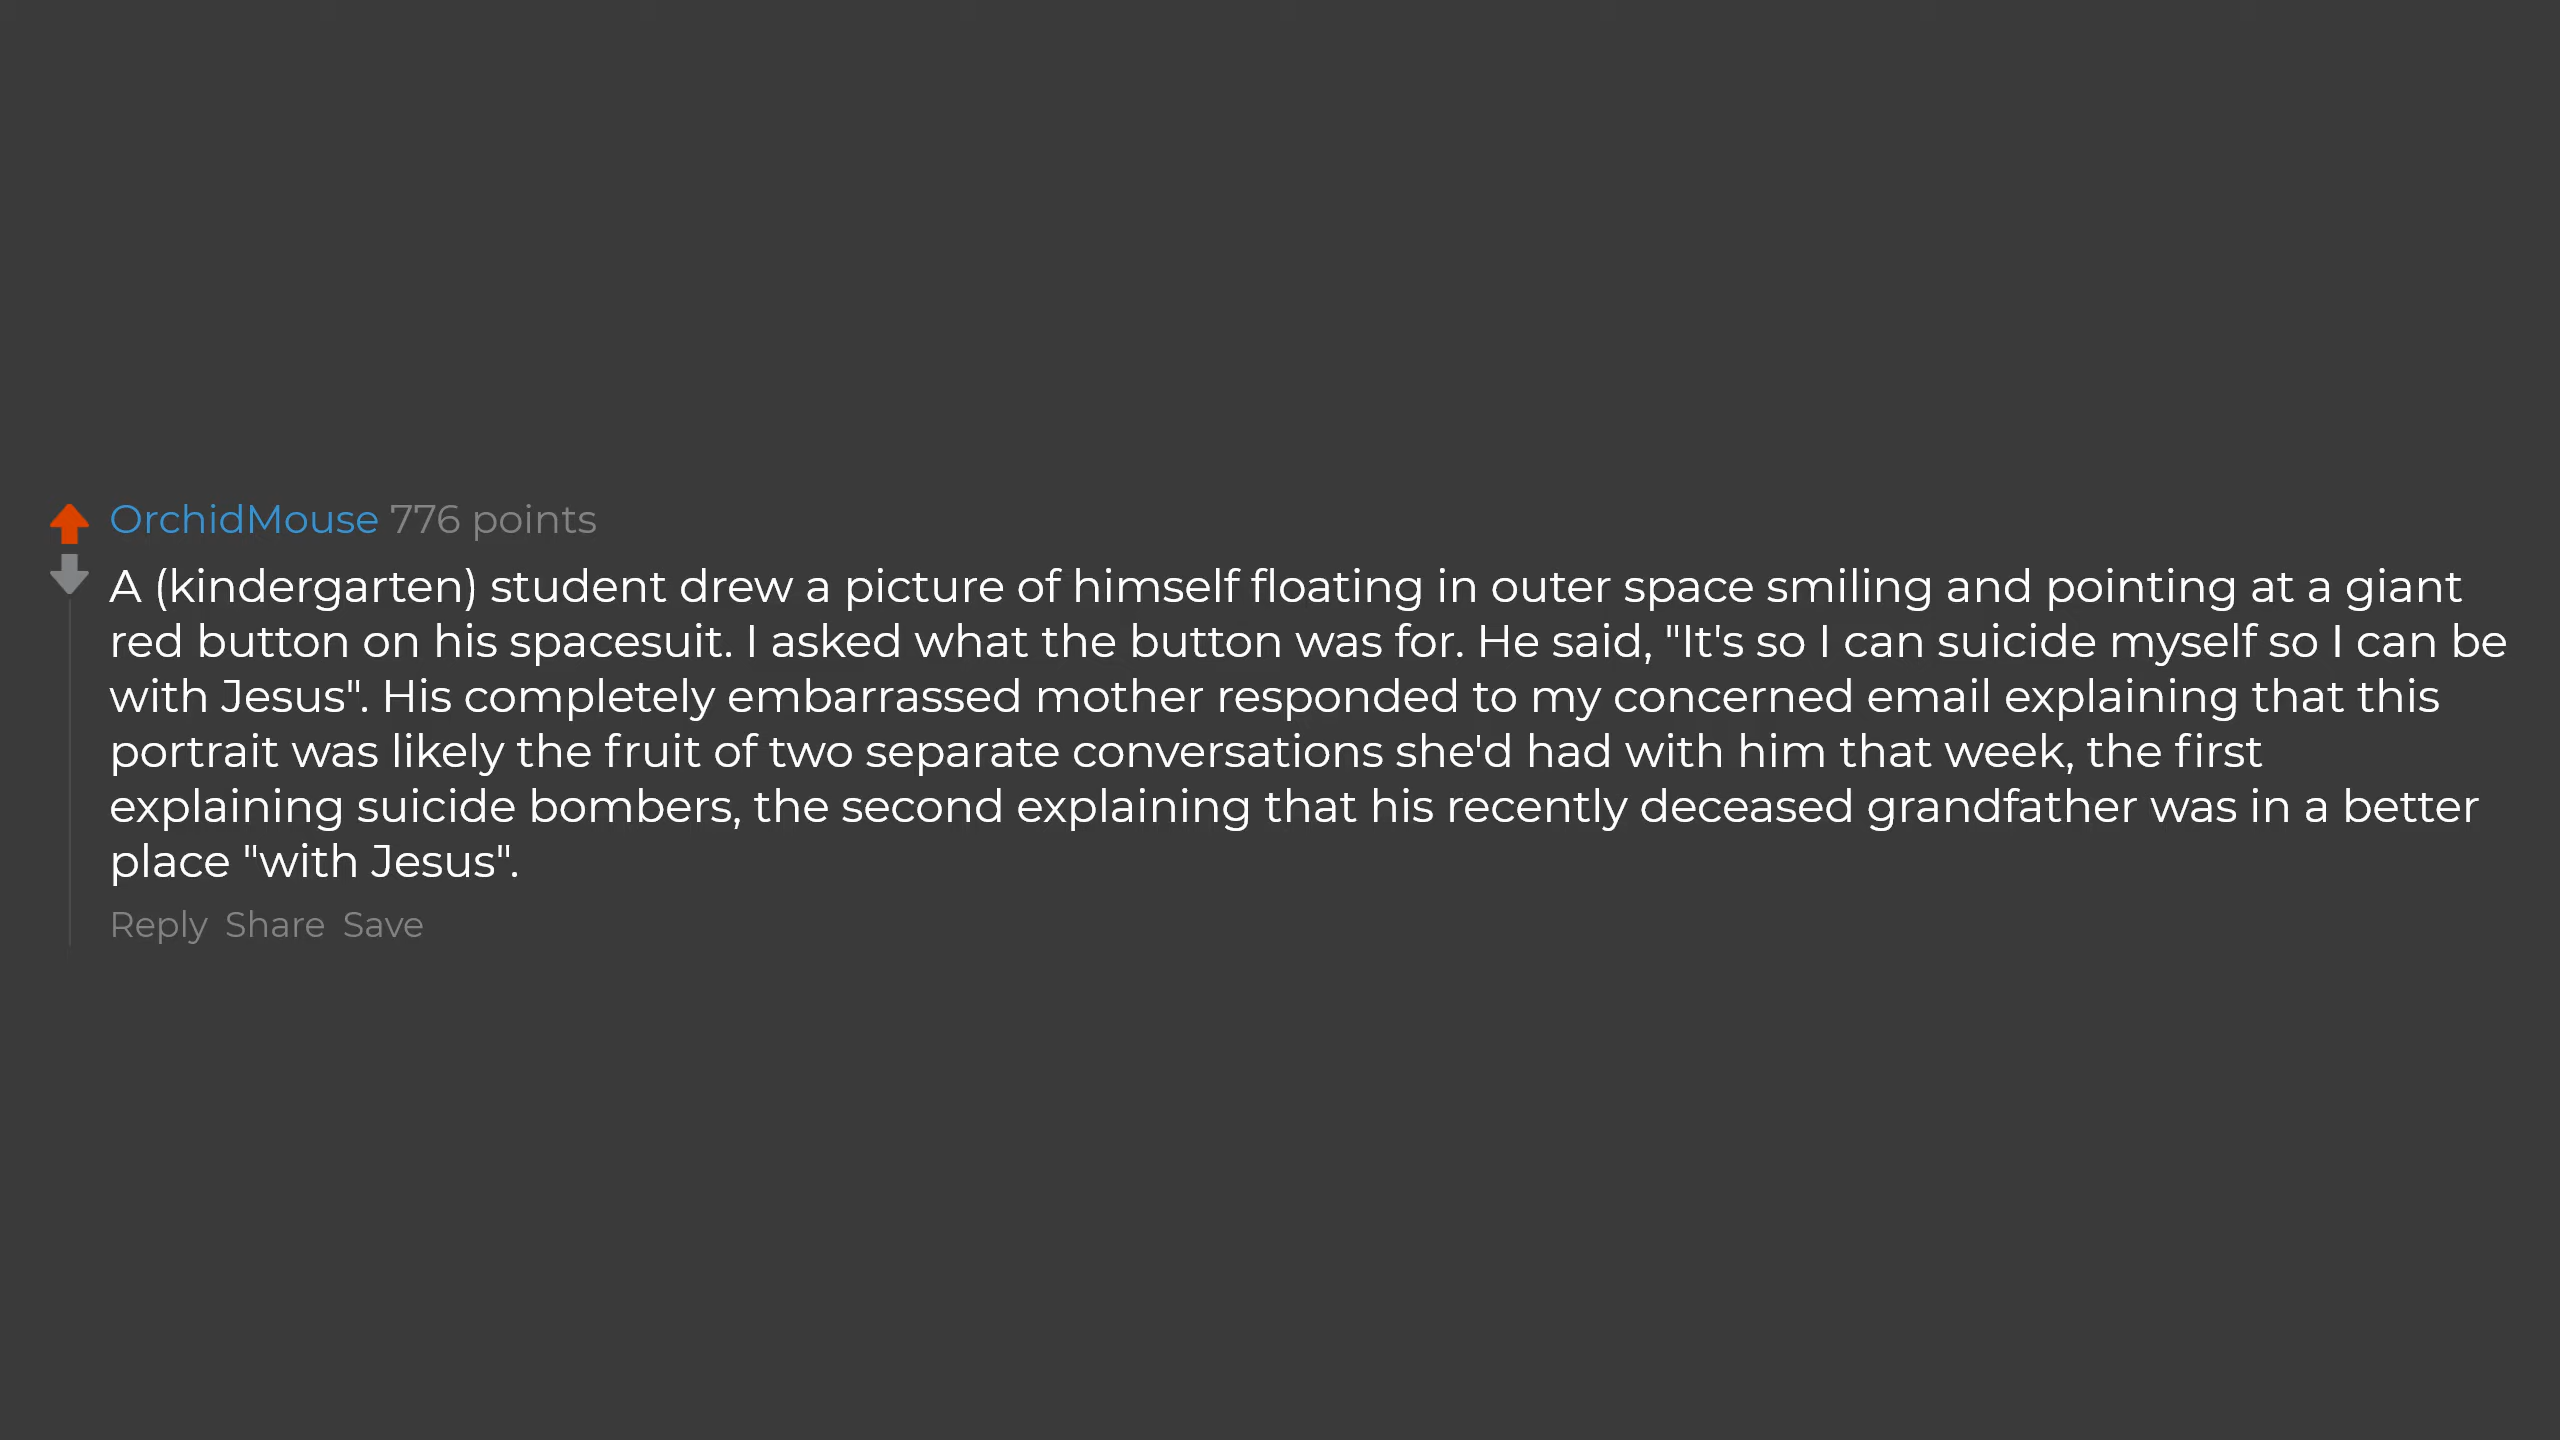 OrchidMouse 776 points
A (kindergarten) student drew a picture of himself floating in outer space smiling and pointing at a giant
red button on his spacesuit. I asked what the button was for. He said, "It's so I can suicide myself so I can be
with Jesus". His completely embarrassed mother responded to my concerned email explaining that this
portrait was likely the fruit of two separate conversations she'd had with him that week, the first
explaining suicide bombers, the second explaining that his recently deceased grandfather was in a better
place "with Jesus".
Reply Share Save